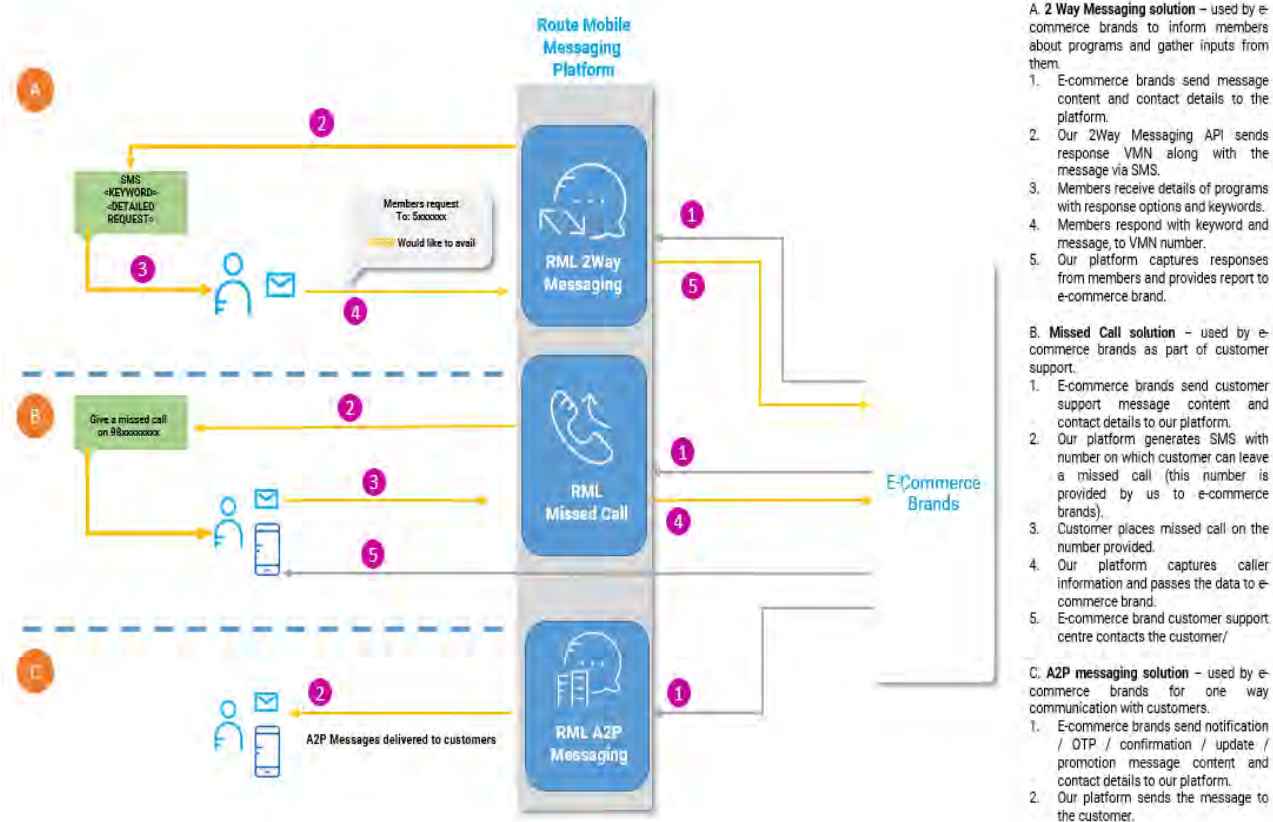 Route Mobile
Messaging
Platform
A
2
SMS
<KEYWORD>
<DETAILED
REQUEST>
3
Members request
To: 5xxxxxx
Would like to avail
4
RML 2Way
Messaging
1
5
B
Give a missed call
on 98xxxxxxxx
2
3
5
RML
Missed Call
1
4
E-Commerce
Brands
C
2
A2P Messages delivered to customers
RML A2P
Messaging
1
A. 2 Way Messaging solution – used by e-
commerce brands to inform members
about programs and gather inputs from
them.
1. E-commerce brands send message
content and contact details to the
platform.
2. Our 2Way Messaging API sends
response VMN along with the
message via SMS.
3. Members receive details of programs
with response options and keywords.
4. Members respond with keyword and
message, to VMN number.
5. Our platform captures responses
from members and provides report to
e-commerce brand.
B. Missed Call solution – used by e-
commerce brands as part of customer
support.
1. E-commerce brands send customer
support message content and
contact details to our platform.
2. Our platform generates SMS with
number on which customer can leave
a missed call (this number is
provided by us to e-commerce
brands).
3. Customer places missed call on the
number provided.
4. Our platform captures caller
information and passes the data to e-
commerce brand.
5. E-commerce brand customer support
centre contacts the customer/
C. A2P messaging solution – used by e-
commerce brands for one way
communication with customers.
1. E-commerce brands send notification
/ OTP / confirmation / update /
promotion message content and
contact details to our platform.
2. Our platform sends the message to
the customer.